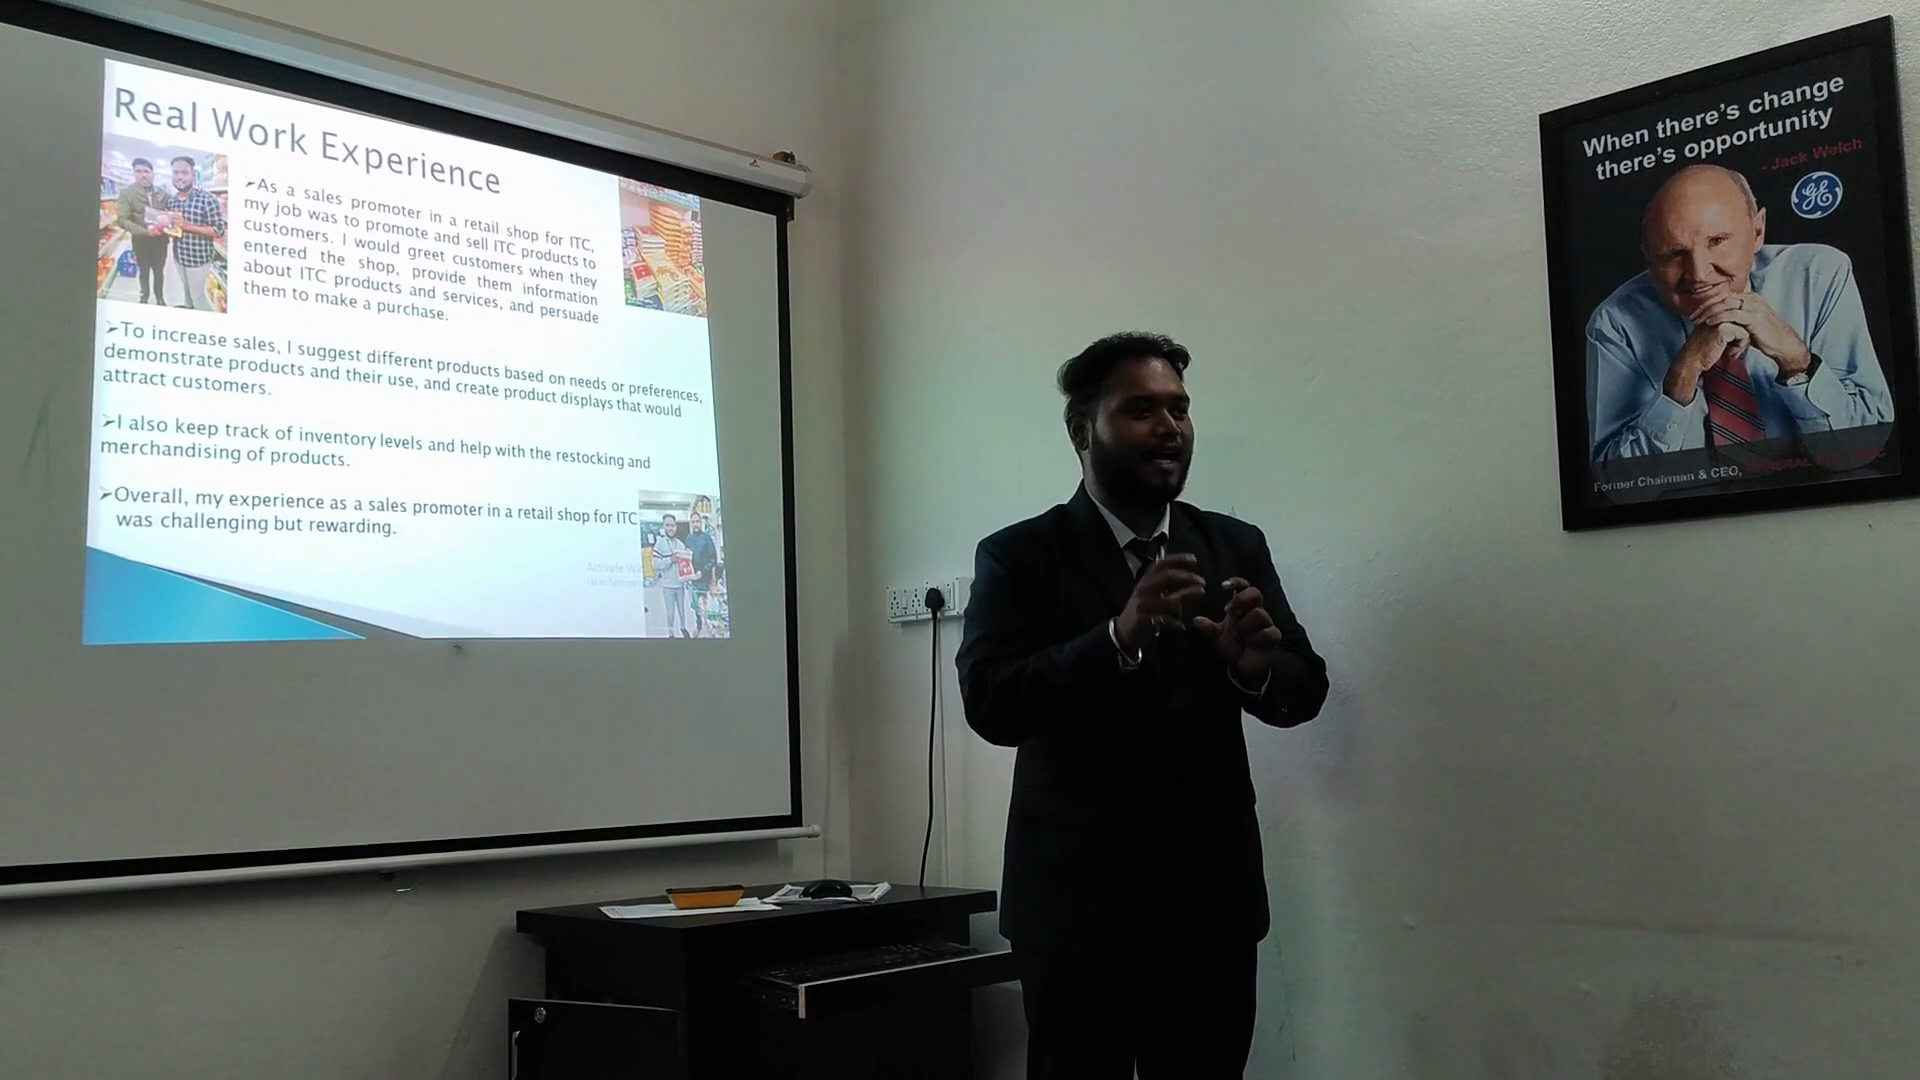 Real Work Experience
➢As a sales promoter in a retail shop for ITC,
my job was to promote and sell ITC products to
customers. I would greet customers when they
entered the shop, provide them information
about ITC products and services, and persuade
them to make a purchase.
➢To increase sales, I suggest different products based on needs or preferences,
demonstrate products and their use, and create product displays that would
attract customers.
➢I also keep track of inventory levels and help with the restocking and
merchandising of products.
➢Overall, my experience as a sales promoter in a retail shop for ITC
was challenging but rewarding.
When there's change
there's opportunity
- Jack Welch
GE
Former Chairman & CEO,